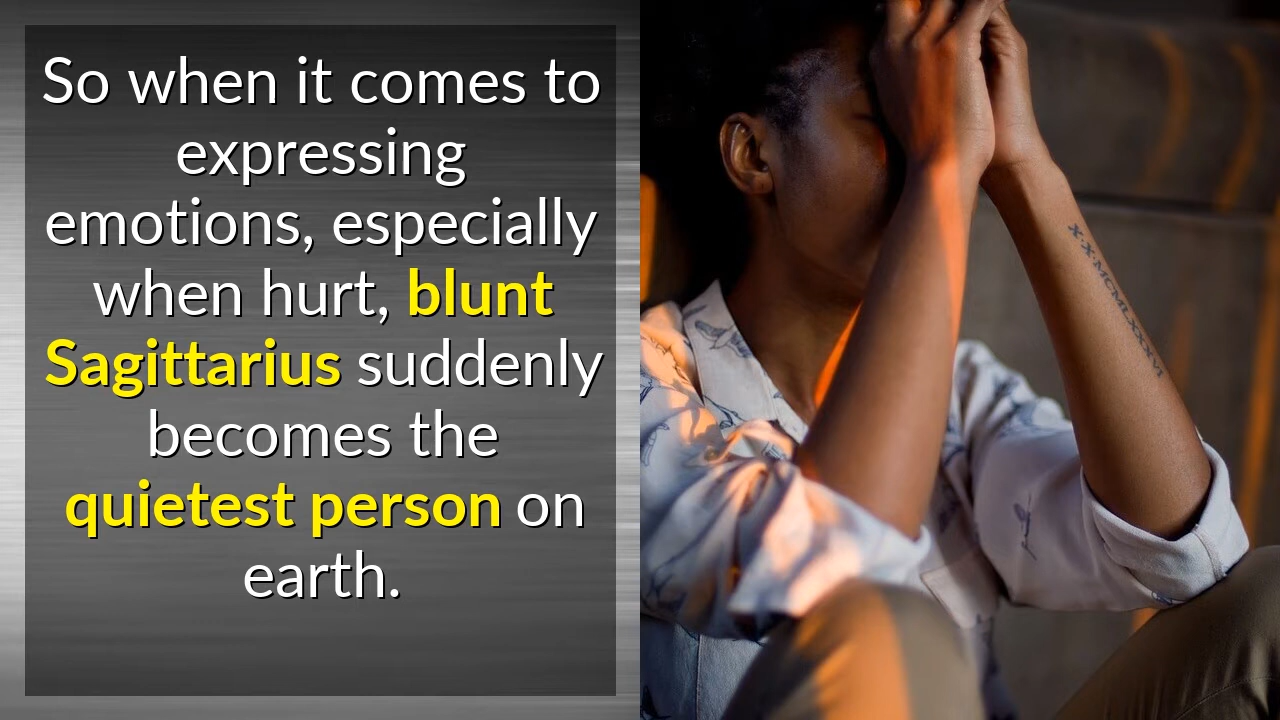 So when it comes to
expressing
emotions, especially
when hurt, blunt
Sagittarius suddenly
becomes the
quietest person on
earth.
X·X·MCMLXXXVI